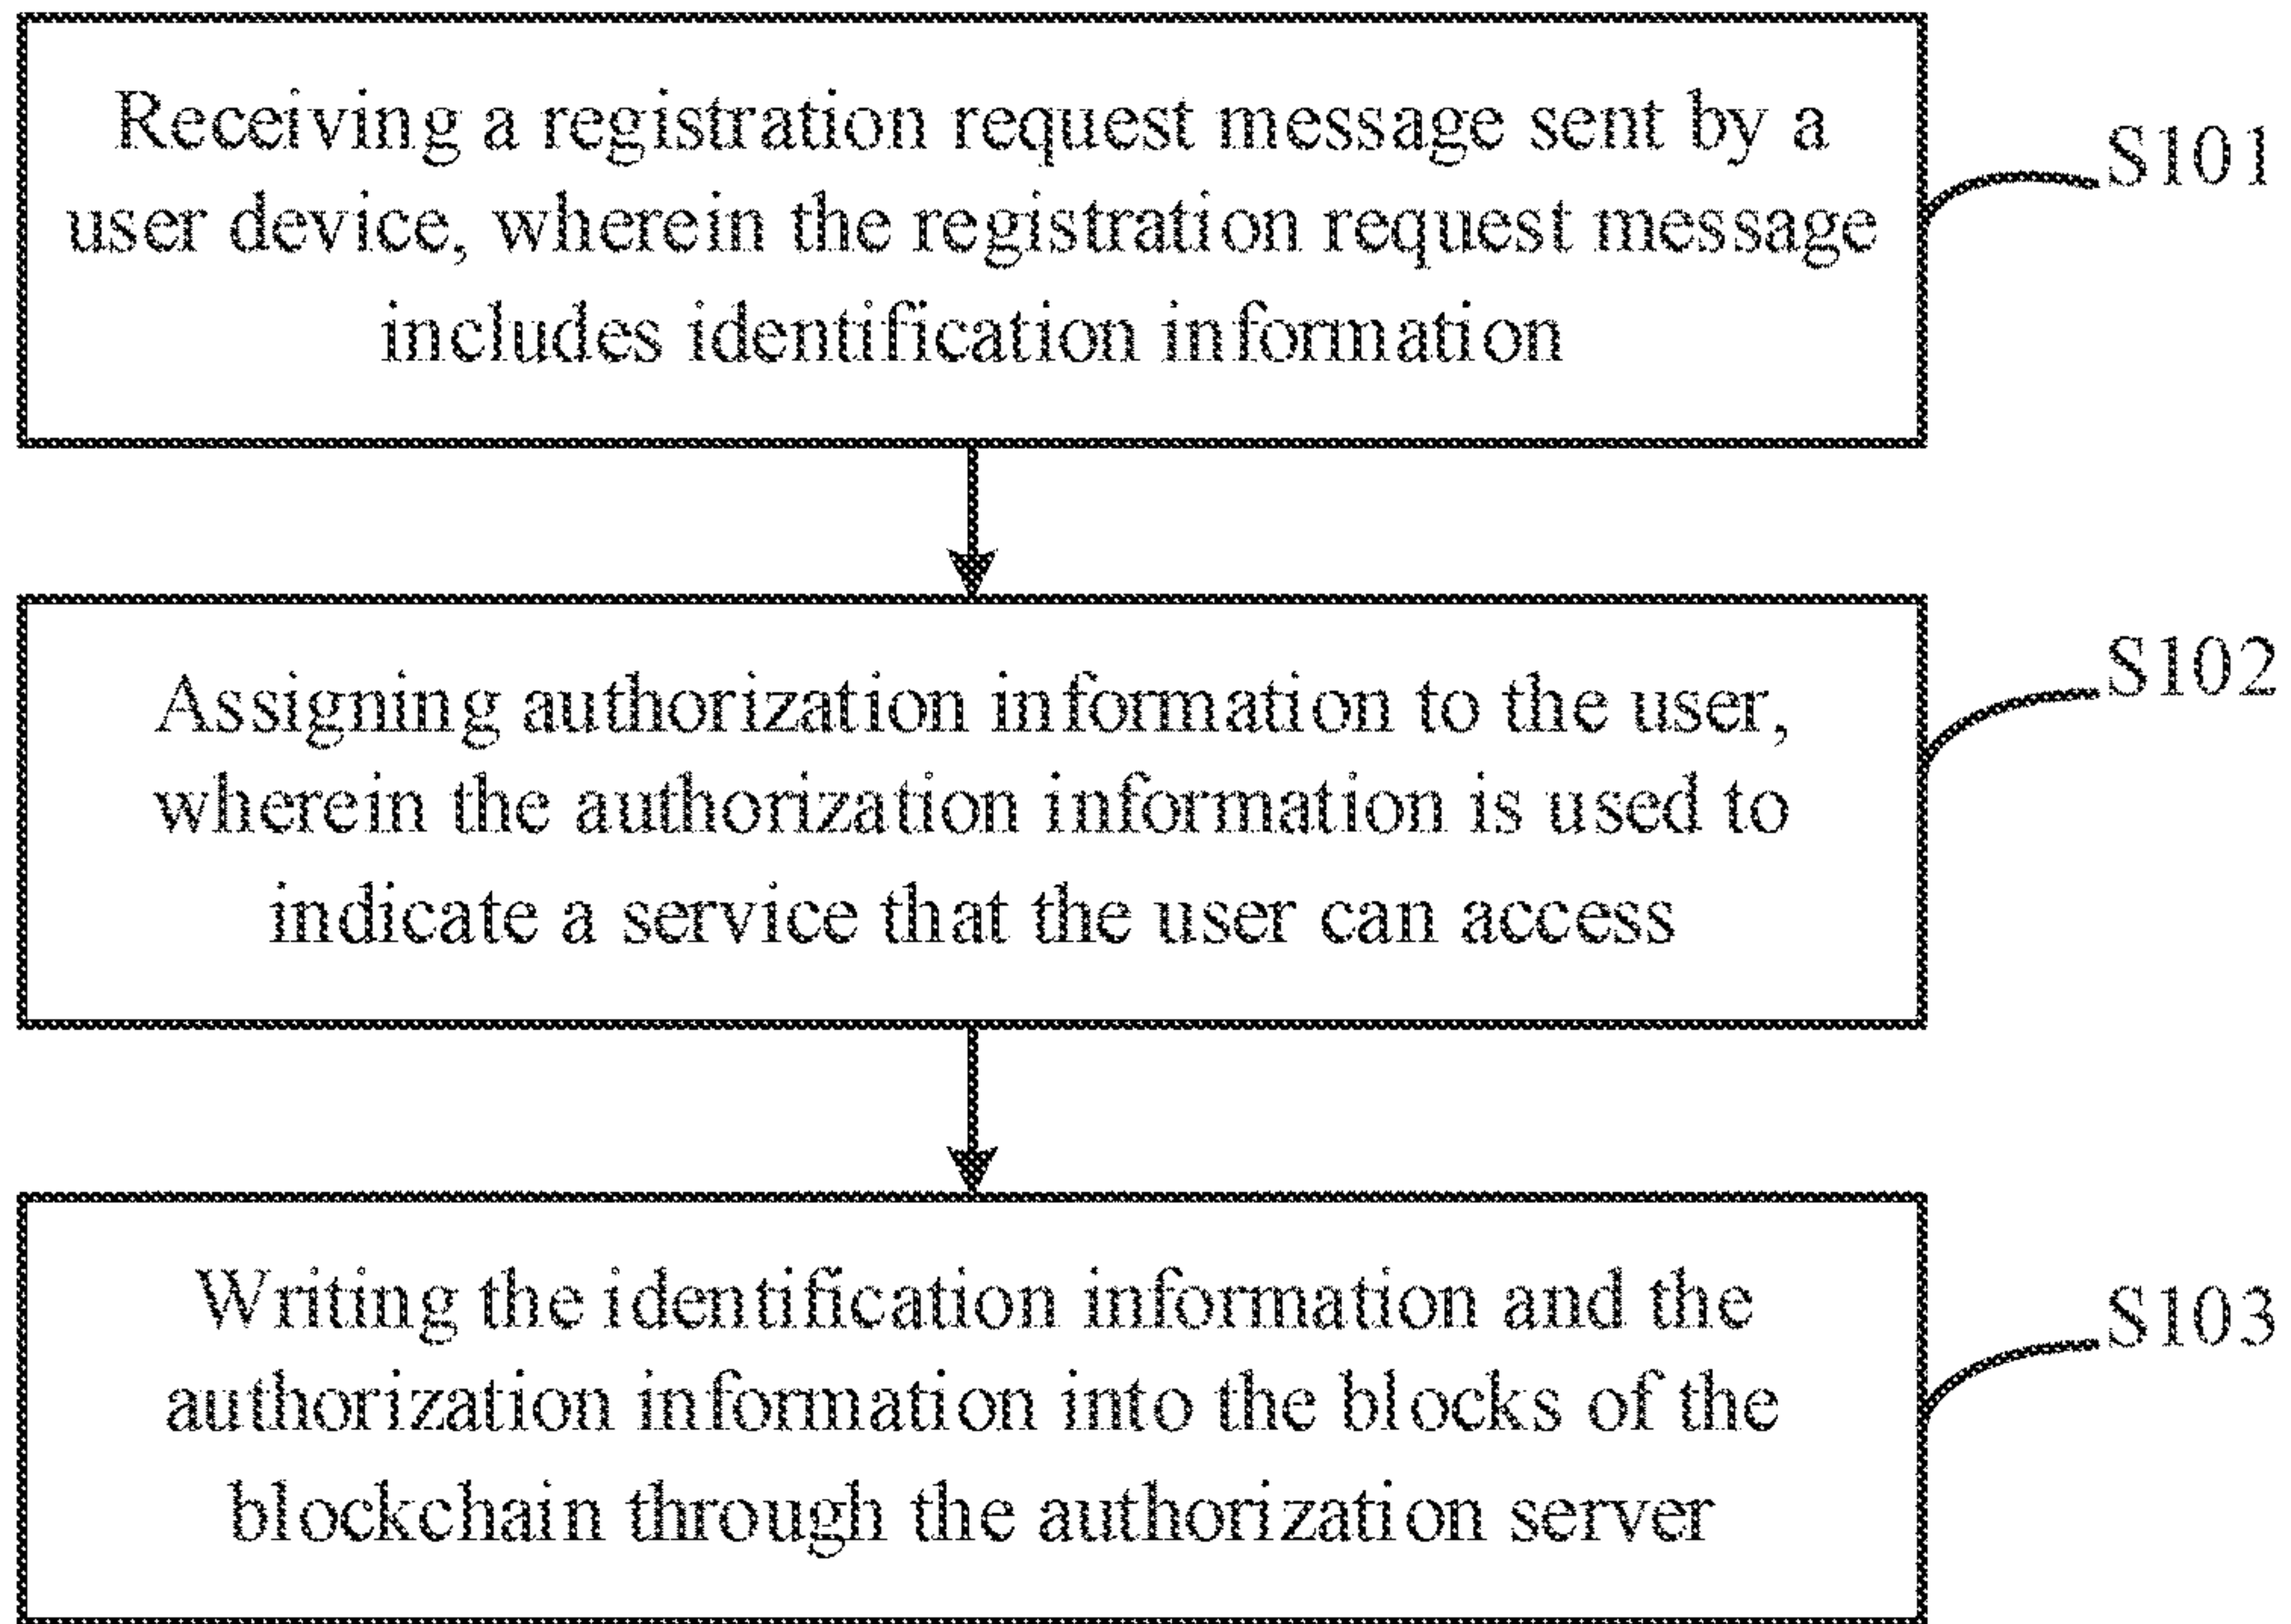 Receiving a registration request message sent by a
user device, wherein the registration request message
includes identification information
S101
Assigning authorization information to the user,
wherein the authorization information is used to
indicate a service that the user can access
S102
Writing the identification information and the
authorization information into the blocks of the
blockchain through the authorization server
S103